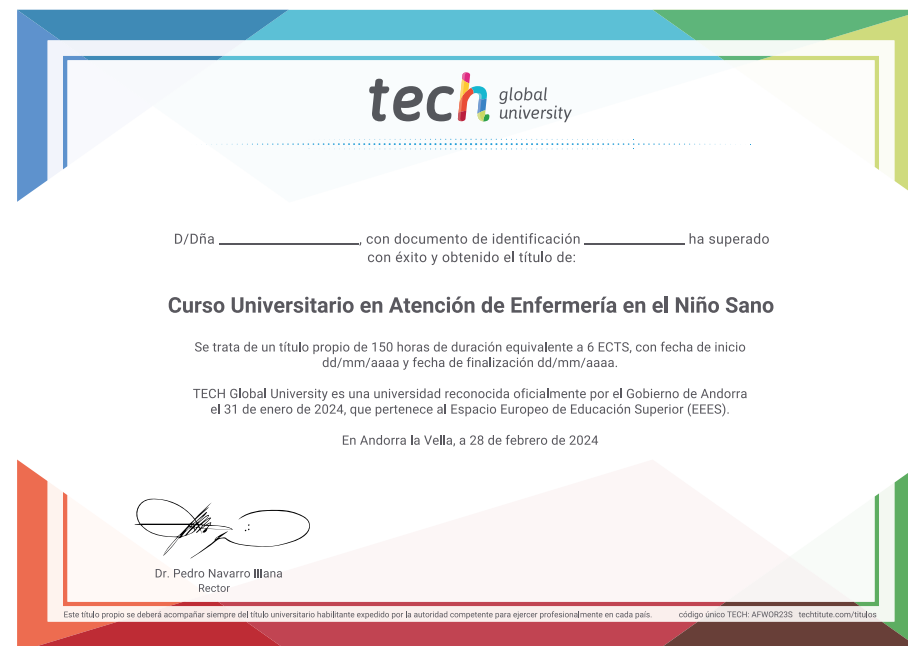 tech global university
D/Dña ____________________, con documento de identificación ______________ ha superado
con éxito y obtenido el título de:
Curso Universitario en Atención de Enfermería en el Niño Sano
Se trata de un título propio de 150 horas de duración equivalente a 6 ECTS, con fecha de inicio
dd/mm/aaaa y fecha de finalización dd/mm/aaaa.
TECH Global University es una universidad reconocida oficialmente por el Gobierno de Andorra
el 31 de enero de 2024, que pertenece al Espacio Europeo de Educación Superior (EEES).
En Andorra la Vella, a 28 de febrero de 2024
Dr. Pedro Navarro Illana
Rector
Este título propio se deberá acompañar siempre del título universitario habilitante expedido por la autoridad competente para ejercer profesionalmente en cada país. código único TECH: AFWOR23S techtitute.com/titulos